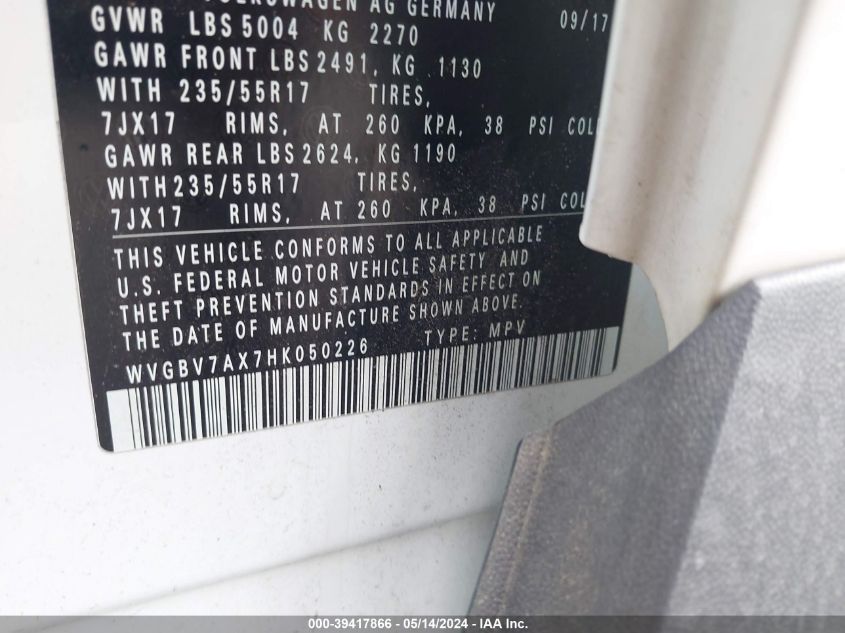 AG GERMANY 09/17
GVWR LBS 5004 KG 2270
GAWR FRONT LBS 2491, KG 1130
WITH 235/55R17 TIRES,
7JX17 RIMS, AT 260 KPA, 38 PSI
GAWR REAR LBS 2624, KG 1190
WITH 235/55R17 TIRES,
7JX17 RIMS, AT 260 KPA, 38 PSI
THIS VEHICLE CONFORMS TO ALL APPLICABLE
U.S. FEDERAL MOTOR VEHICLE SAFETY AND
THEFT PREVENTION STANDARDS IN EFFECT ON
THE DATE OF MANUFACTURE SHOWN ABOVE.
WVGBV7AX7HK050226 TYPE: MPV
000-39417866 - 05/14/2024 - IAA Inc.